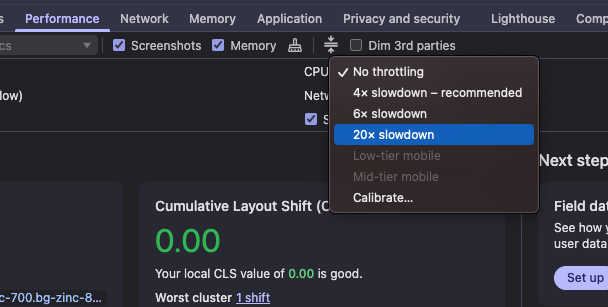 Performance Network Memory Application Privacy and security Lighthouse
cs Screenshots Memory Dim 3rd parties
CPU
No throttling
4× slowdown – recommended
6× slowdown
20× slowdown
Low-tier mobile
Mid-tier mobile
Calibrate...
low)
Next step
Cumulative Layout Shift (C
0.00
Your local CLS value of 0.00 is good.
Worst cluster 1 shift
c-700.bg-zinc-8...
Field dat
See how y
user data
Set up